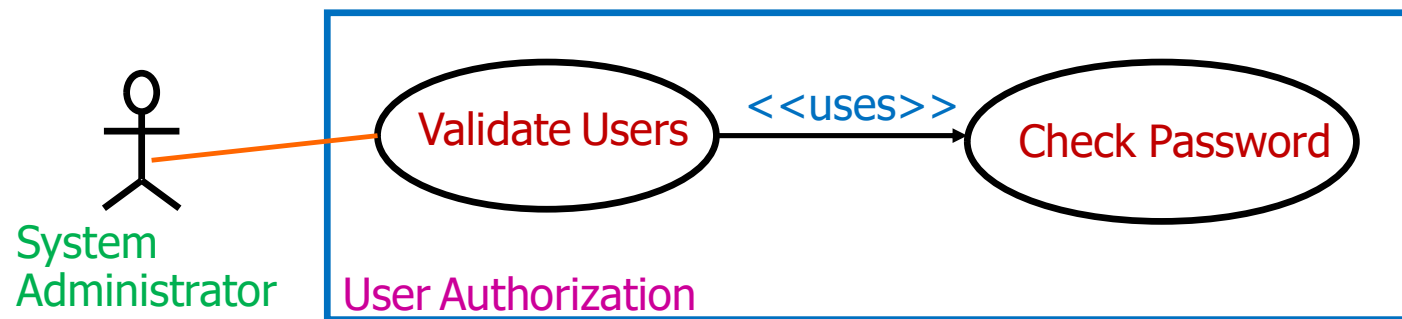 <<uses>>
Validate Users
Check Password
System
Administrator
User Authorization